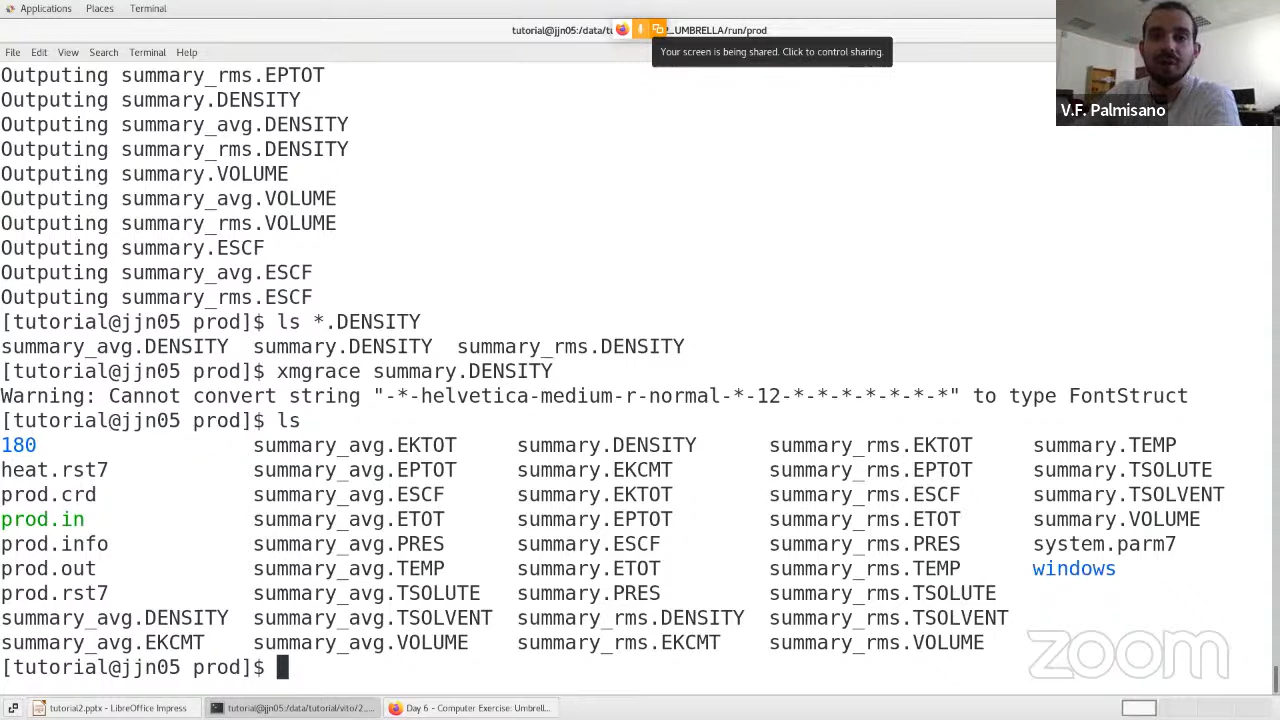 Applications Places Terminal
tutorial@jjn05:/data/tu 2_UMBRELLA/run/prod
File Edit View Search Terminal Help
Your screen is being shared. Click to control sharing.
V.F. Palmisano
Outputing summary_rms.EPTOT
Outputing summary.DENSITY
Outputing summary_avg.DENSITY
Outputing summary_rms.DENSITY
Outputing summary.VOLUME
Outputing summary_avg.VOLUME
Outputing summary_rms.VOLUME
Outputing summary.ESCF
Outputing summary_avg.ESCF
Outputing summary_rms.ESCF
[tutorial@jjn05 prod]$ ls *.DENSITY
summary_avg.DENSITY summary.DENSITY summary_rms.DENSITY
[tutorial@jjn05 prod]$ xmgrace summary.DENSITY
Warning: Cannot convert string "-*-helvetica-medium-r-normal-*-12-*-*-*-*-*-*-*" to type FontStruct
[tutorial@jjn05 prod]$ ls
180 summary_avg.EKTOT summary.DENSITY summary_rms.EKTOT summary.TEMP
heat.rst7 summary_avg.EPTOT summary.EKCMT summary_rms.EPTOT summary.TSOLUTE
prod.crd summary_avg.ESCF summary.EKTOT summary_rms.ESCF summary.TSOLVENT
prod.in summary_avg.ETOT summary.EPTOT summary_rms.ETOT summary.VOLUME
prod.info summary_avg.PRES summary.ESCF summary_rms.PRES system.parm7
prod.out summary_avg.TEMP summary.ETOT summary_rms.TEMP windows
prod.rst7 summary_avg.TSOLUTE summary.PRES summary_rms.TSOLUTE
summary_avg.DENSITY summary_avg.TSOLVENT summary_rms.DENSITY summary_rms.TSOLVENT
summary_avg.EKCMT summary_avg.VOLUME summary_rms.EKCMT summary_rms.VOLUME
[tutorial@jjn05 prod]$
zoom
tutorial2.pptx - LibreOffice Impress tutorial@jjn05:/data/tutorial/vito/2... Day 6 - Computer Exercise: Umbrell...